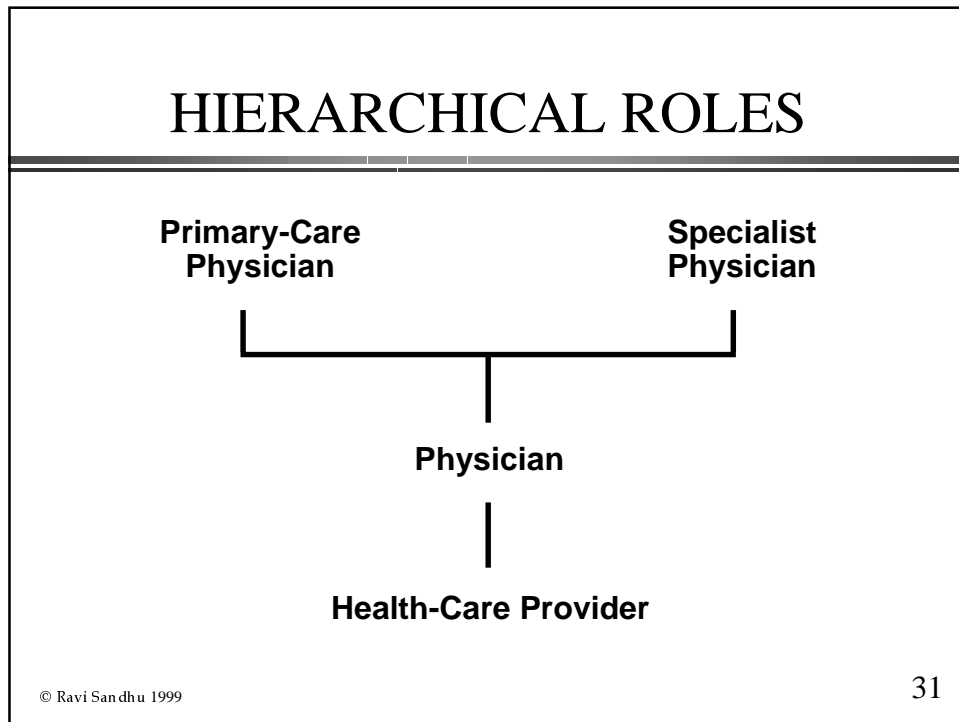 HIERARCHICAL ROLES
Primary-Care
Physician
Specialist
Physician
Physician
Health-Care Provider
© Ravi Sandhu 1999
31